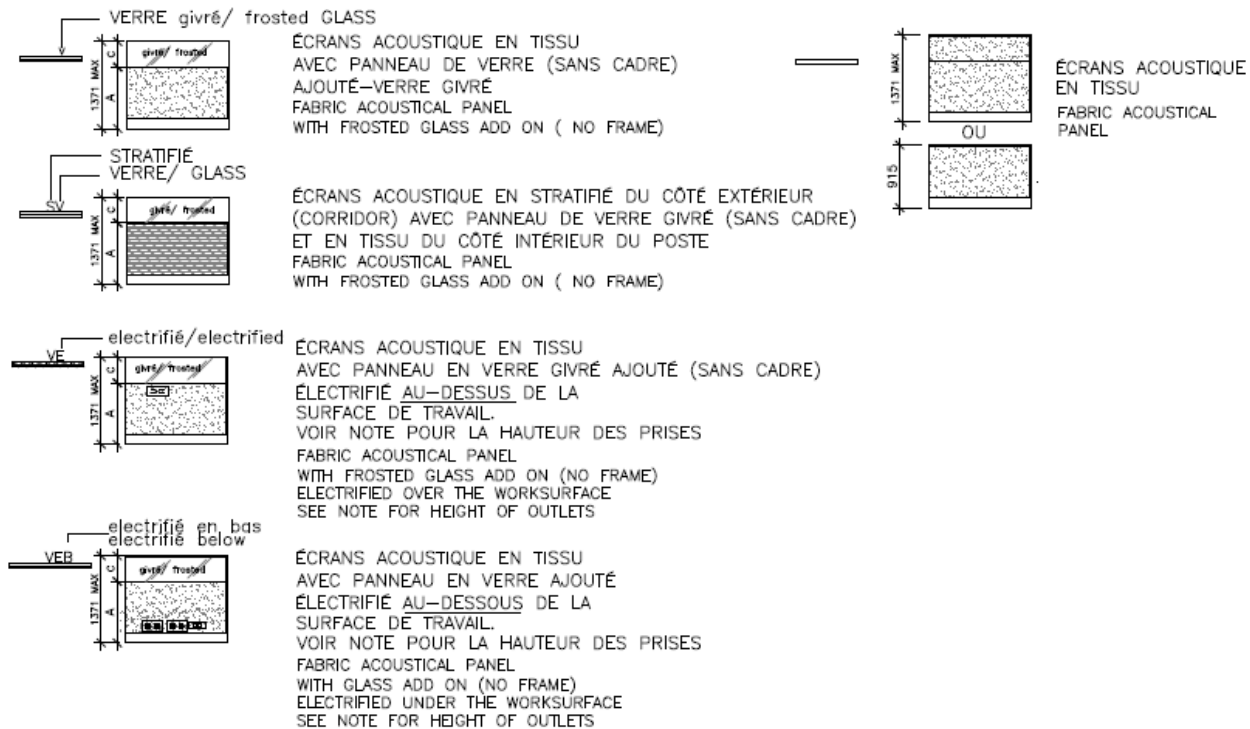 VERRE givré/ frosted GLASS
givré/ frosted
1371 MAX
C
A
ÉCRANS ACOUSTIQUE EN TISSU
AVEC PANNEAU DE VERRE (SANS CADRE)
AJOUTÉ–VERRE GIVRÉ
FABRIC ACOUSTICAL PANEL
WITH FROSTED GLASS ADD ON ( NO FRAME)
1371 MAX
OU
915
ÉCRANS ACOUSTIQUE
EN TISSU
FABRIC ACOUSTICAL
PANEL
STRATIFIÉ
VERRE/ GLASS
SV
givré/ frosted
1371 MAX
C
A
ÉCRANS ACOUSTIQUE EN STRATIFIÉ DU CÔTÉ EXTÉRIEUR
(CORRIDOR) AVEC PANNEAU DE VERRE GIVRÉ (SANS CADRE)
ET EN TISSU DU CÔTÉ INTÉRIEUR DU POSTE
FABRIC ACOUSTICAL PANEL
WITH FROSTED GLASS ADD ON ( NO FRAME)
electrifié/electrified
VE
givré/ frosted
1371 MAX
C
A
ÉCRANS ACOUSTIQUE EN TISSU
AVEC PANNEAU EN VERRE GIVRÉ AJOUTÉ (SANS CADRE)
ÉLECTRIFIÉ AU–DESSUS DE LA
SURFACE DE TRAVAIL.
VOIR NOTE POUR LA HAUTEUR DES PRISES
FABRIC ACOUSTICAL PANEL
WITH FROSTED GLASS ADD ON (NO FRAME)
ELECTRIFIED OVER THE WORKSURFACE
SEE NOTE FOR HEIGHT OF OUTLETS
electrifié en bas
electrifié below
VEB
givré/ frosted
1371 MAX
C
A
ÉCRANS ACOUSTIQUE EN TISSU
AVEC PANNEAU EN VERRE AJOUTÉ
ÉLECTRIFIÉ AU–DESSOUS DE LA
SURFACE DE TRAVAIL.
VOIR NOTE POUR LA HAUTEUR DES PRISES
FABRIC ACOUSTICAL PANEL
WITH GLASS ADD ON (NO FRAME)
ELECTRIFIED UNDER THE WORKSURFACE
SEE NOTE FOR HEIGHT OF OUTLETS